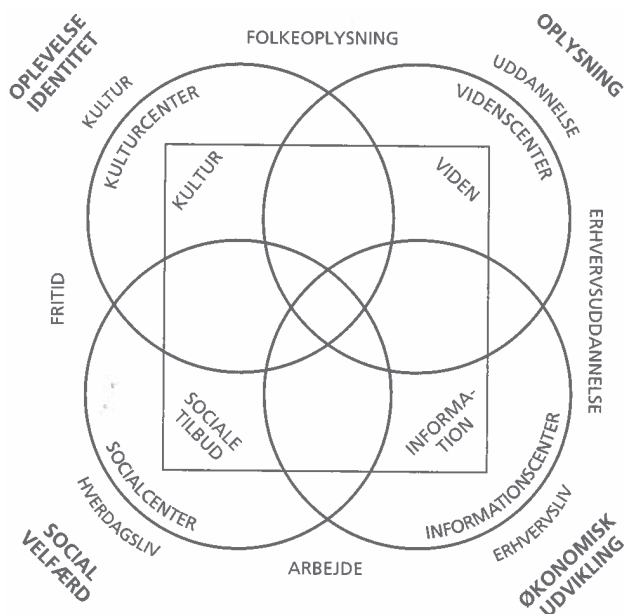 OPLEVELSE
IDENTITET
FOLKEOPLYSNING
OPLYSNING
KULTUR
KULTURCENTER
KULTUR
UDDANNELSE
VIDENSCENTER
VIDEN
FRITID
ERHVERVSUDDANNELSE
SOCIALE
TILBUD
INFORMA-
TION
SOCIALCENTER
HVERDAGSLIV
INFORMATIONSCENTER
ERHVERVSLIV
SOCIAL
VELFÆRD
ARBEJDE
ØKONOMISK
UDVIKLING